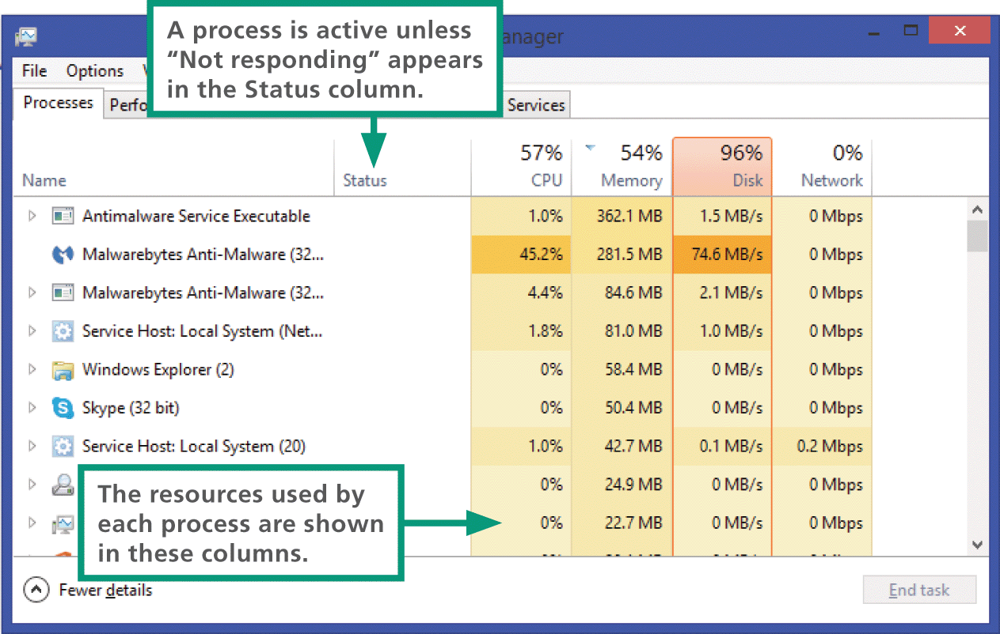 A process is active unless
“Not responding” appears
in the Status column.
anager
File Options
Processes Perfo Services
57% 54% 96% 0%
Name Status CPU Memory Disk Network
Antimalware Service Executable 1.0% 362.1 MB 1.5 MB/s 0 Mbps
Malwarebytes Anti-Malware (32... 45.2% 281.5 MB 74.6 MB/s 0 Mbps
Malwarebytes Anti-Malware (32... 4.4% 84.6 MB 2.1 MB/s 0 Mbps
Service Host: Local System (Net... 1.8% 81.0 MB 1.0 MB/s 0 Mbps
Windows Explorer (2) 0% 58.4 MB 0 MB/s 0 Mbps
Skype (32 bit) 0% 50.4 MB 0 MB/s 0 Mbps
Service Host: Local System (20) 1.0% 42.7 MB 0.1 MB/s 0.2 Mbps
0% 24.9 MB 0 MB/s 0 Mbps
0% 22.7 MB 0 MB/s 0 Mbps
The resources used by
each process are shown
in these columns.
Fewer details End task